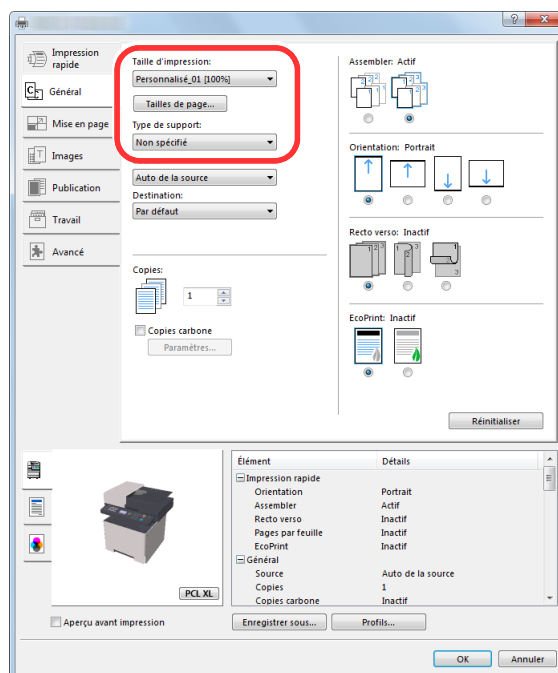 Impression rapide
Général
Mise en page
Images
Publication
Travail
Avancé
Taille d'impression:
Personnalisé_01 [100%]
Tailles de page...
Type de support:
Non spécifié
Auto de la source
Destination:
Par défaut
Copies:
1
Copies carbone
Paramètres...
Assembler: Actif
Orientation: Portrait
Recto verso: Inactif
EcoPrint: Inactif
Réinitialiser
PCL XL
Aperçu avant impression
Élément Détails
Impression rapide
Orientation Portrait
Assembler Actif
Recto verso Inactif
Pages par feuille Inactif
EcoPrint Inactif
Général
Source Auto de la source
Copies 1
Copies carbone Inactif
Enregistrer sous... Profils...
OK Annuler